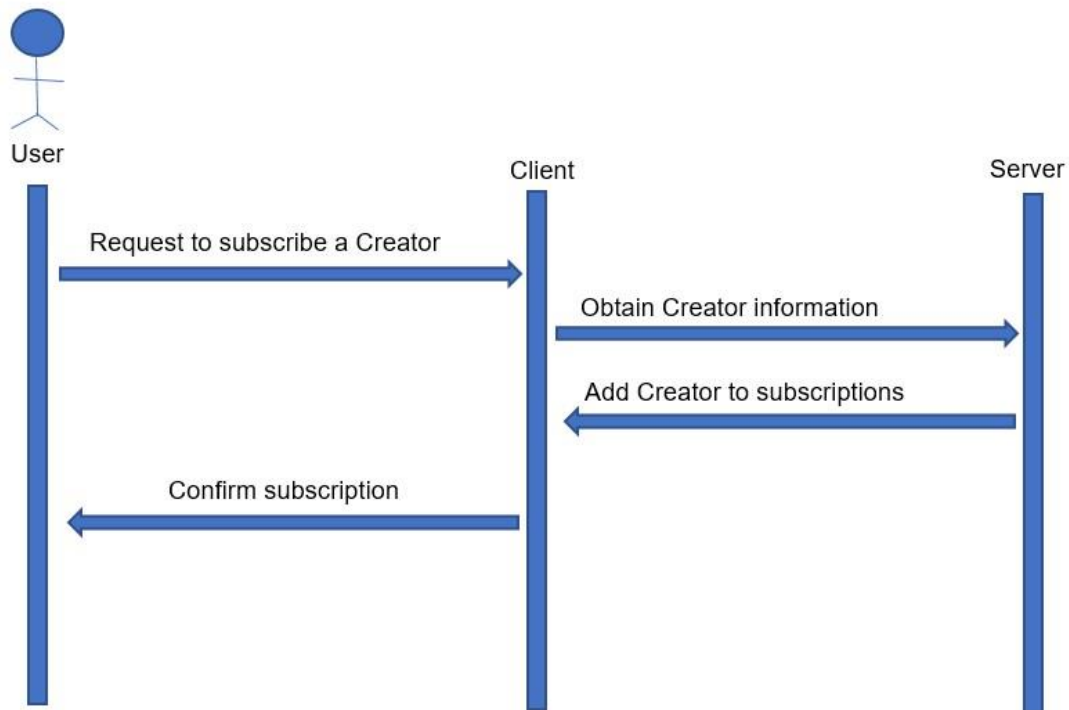 User
Client
Server
Request to subscribe a Creator
Obtain Creator information
Add Creator to subscriptions
Confirm subscription